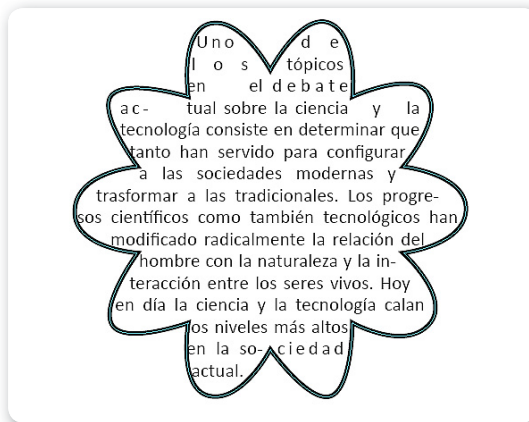 Uno de
los tópicos
en el debate
ac- tual sobre la ciencia y la
tecnología consiste en determinar que
tanto han servido para configurar
a las sociedades modernas y
trasformar a las tradicionales. Los progre-
sos científicos como también tecnológicos han
modificado radicalmente la relación del
hombre con la naturaleza y la in-
teracción entre los seres vivos. Hoy
en día la ciencia y la tecnología calan
os niveles más altos
en la so- ciedad
actual.